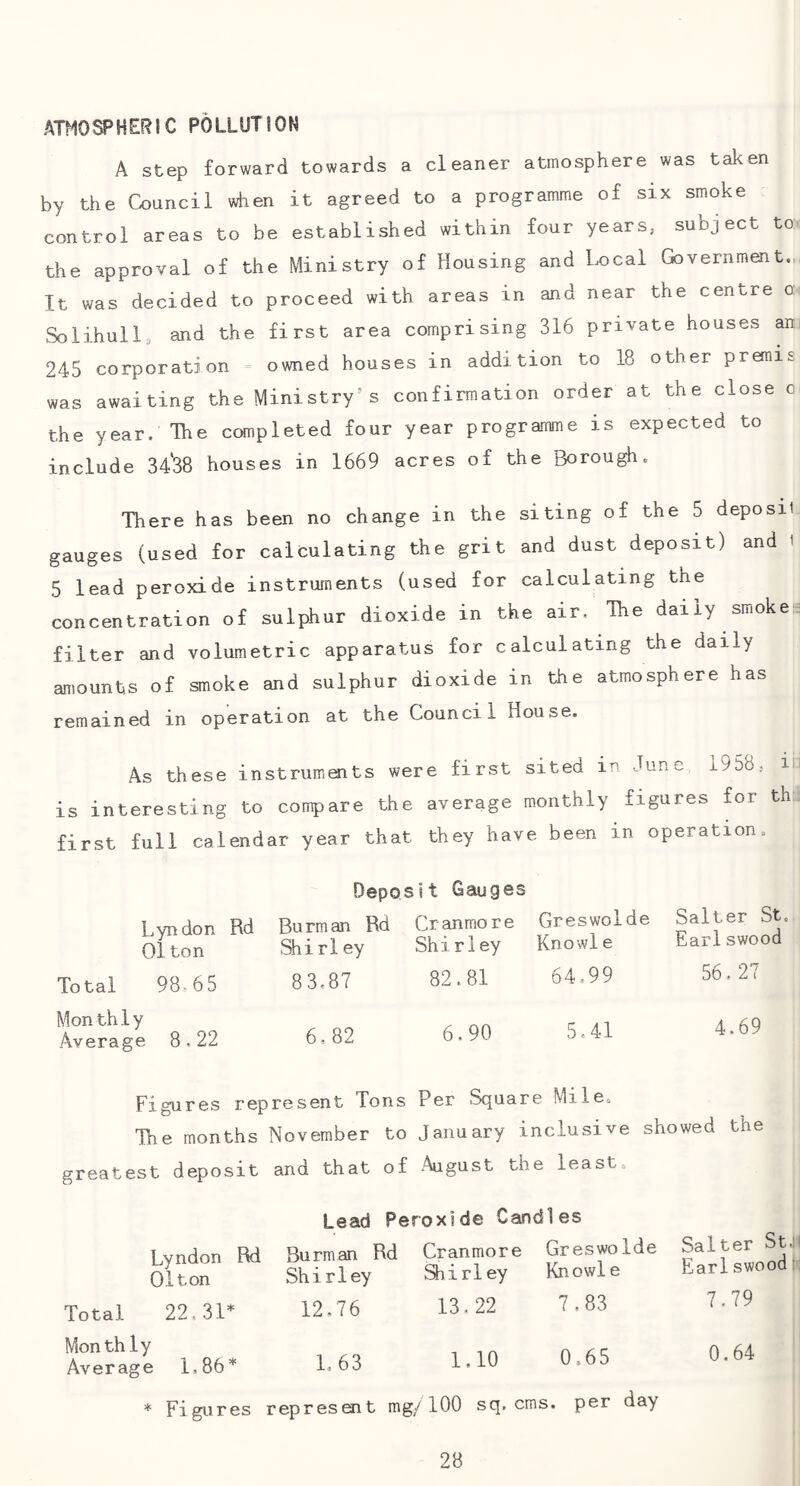 ATMOSPHERIC POLLUTION
A step forward towards a cleaner atmosphere was taken
by the Council when it agreed to a programme of six smoke
control areas to be established within four years, subject to
the approval of the Ministry of Housing and Local Government.
It was decided to proceed with areas in and near the centre o
Solihull, and the first area comprising 316 private houses an
245 corporation - owned houses in addition to 18 other premis
was awaiting the Ministry's confirmation order at the close o
the year. The completed four year programme is expected to
include 3438 houses in 1669 acres of the Borough.
There has been no change in the siting of the 5 deposit
gauges (used for calculating the grit and dust deposit) and t
5 lead peroxide instruments (used for calculating the
concentration of sulphur dioxide in the air. The daily smoke
filter and volumetric apparatus for calculating the daily
amounts of smoke and sulphur dioxide in the atmosphere has
remained in operation at the Council House.
As these instruments were first sited in June, 1958, i
is interesting to compare the average monthly figures for th
first full calendar year that they have been in operation.
Deposit Gauges
Lyndon Rd Burman Rd Cranmore Greswolde Salter St.
Olton Shirley Shirley Knowle Earlswood
Total 98.65 83.87 82.81 64.99 56.27
Monthly
Average 8.22 6.82 6.90 5.41 4.69
Figures represent Tons Per Square Mile.
The months November to January inclusive showed the
greatest deposit and that of August the least.
Lead Peroxide Candles
Lyndon Rd Burman Rd Cranmore Greswolde Salter St.
Olton Shirley Shirley Knowle Earlswood
Total 22.31* 12.76 13.22 7.83 7.79
Monthly
Average 1.86* 1.63 1.10 0.65 0.64
* Figures represent mg/100 sq. cms. per day
28